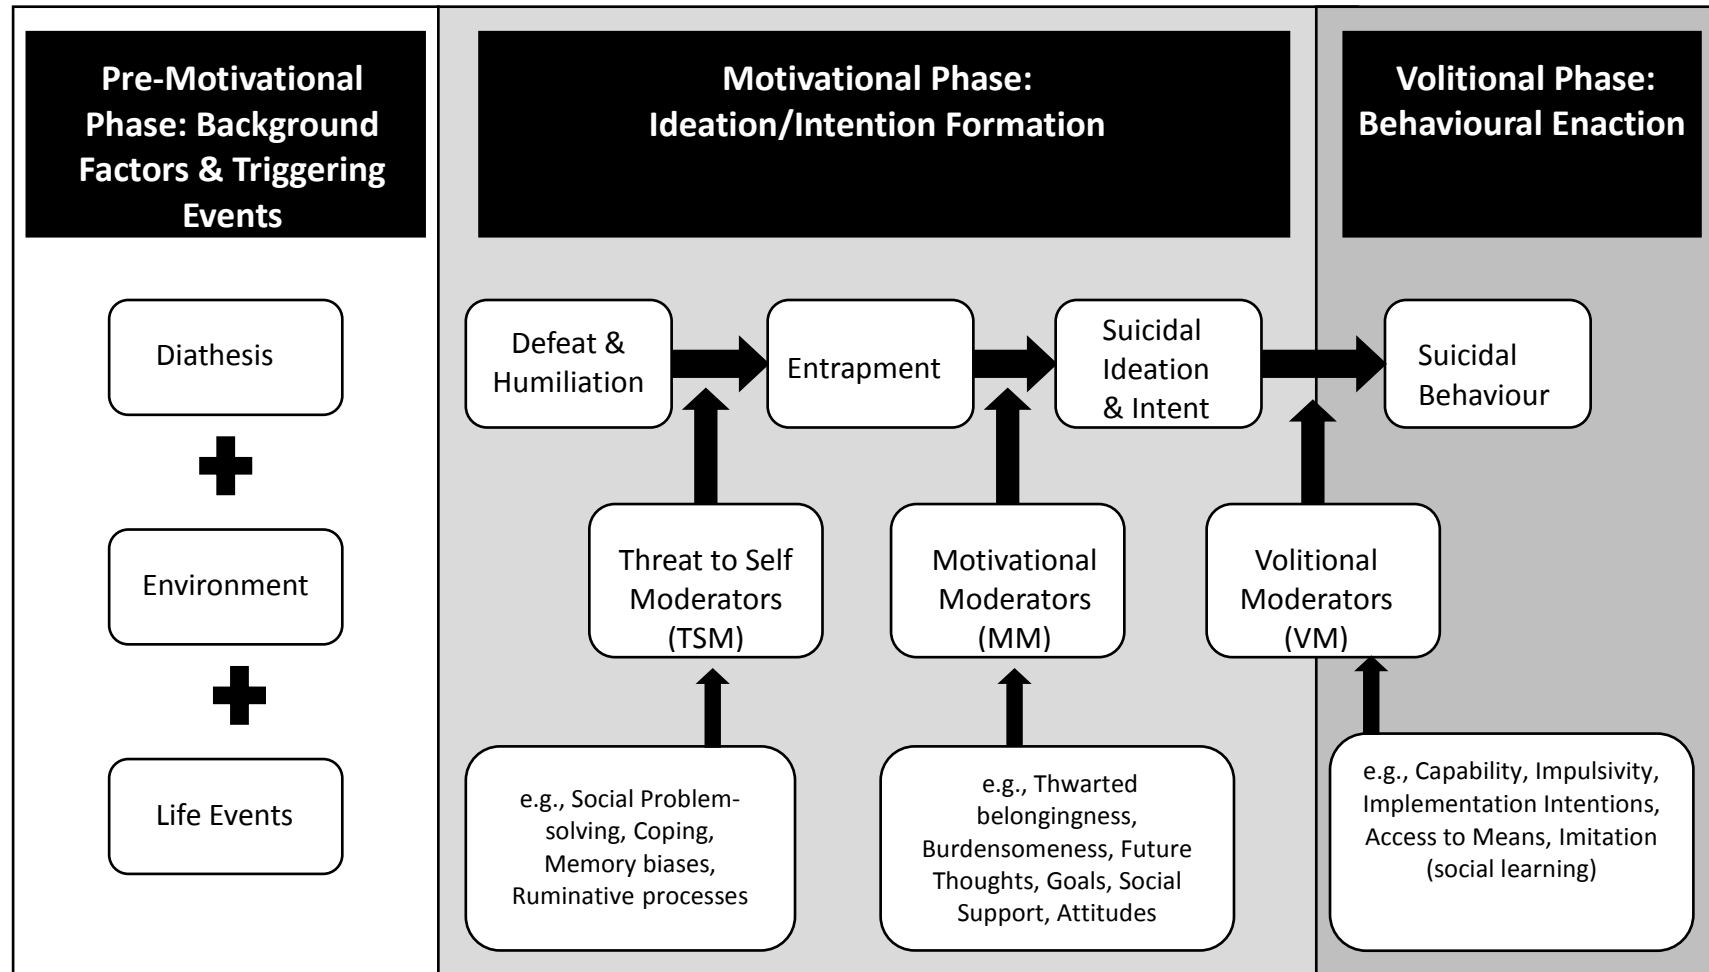 Pre-Motivational
Phase: Background
Factors & Triggering
Events
Motivational Phase:
Ideation/Intention Formation
Volitional Phase:
Behavioural Enaction
Diathesis
Environment
Life Events
Defeat &
Humiliation
Entrapment
Suicidal
Ideation
& Intent
Suicidal
Behaviour
Threat to Self
Moderators
(TSM)
Motivational
Moderators
(MM)
Volitional
Moderators
(VM)
e.g., Social Problem-
solving, Coping,
Memory biases,
Ruminative processes
e.g., Thwarted
belongingness,
Burdensomeness, Future
Thoughts, Goals, Social
Support, Attitudes
e.g., Capability, Impulsivity,
Implementation Intentions,
Access to Means, Imitation
(social learning)